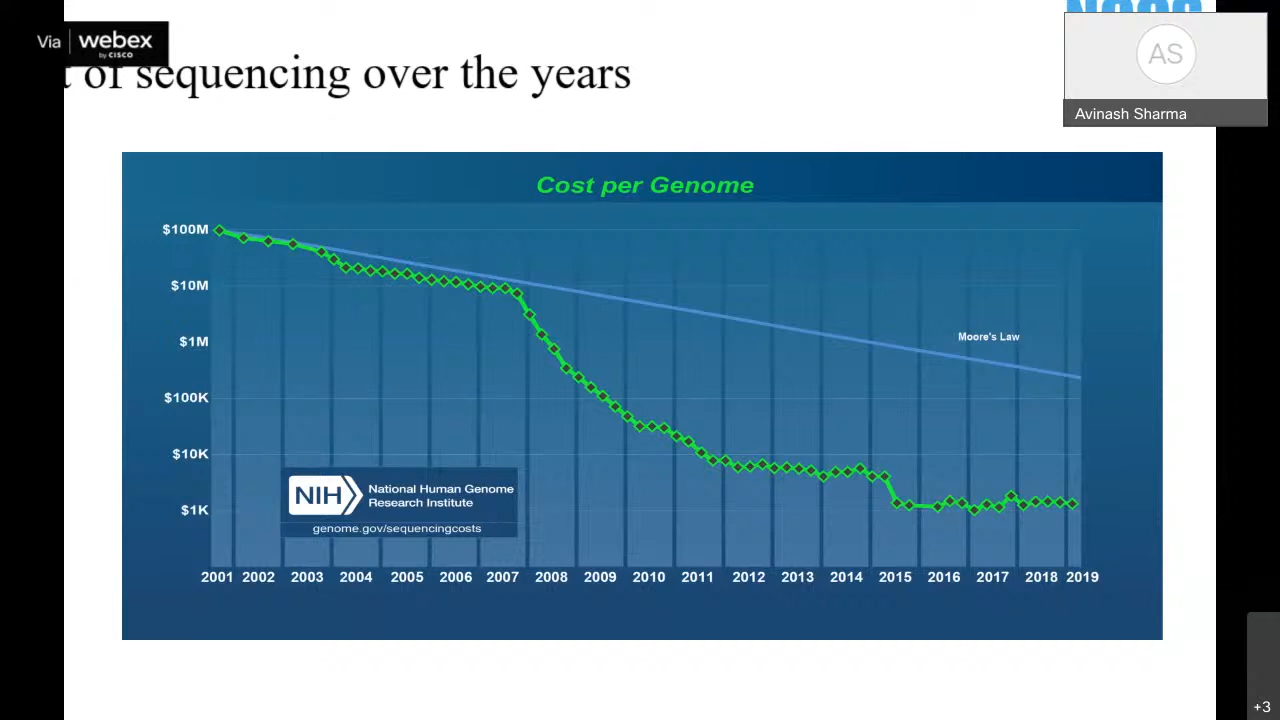 Via webex
by CISCO
of sequencing over the years
AS
Avinash Sharma
Cost per Genome
$100M
$10M
$1M
$100K
$10K
$1K
Moore's Law
NIH National Human Genome
Research Institute
genome.gov/sequencingcosts
2001 2002 2003 2004 2005 2006 2007 2008 2009 2010 2011 2012 2013 2014 2015 2016 2017 2018 2019
+3